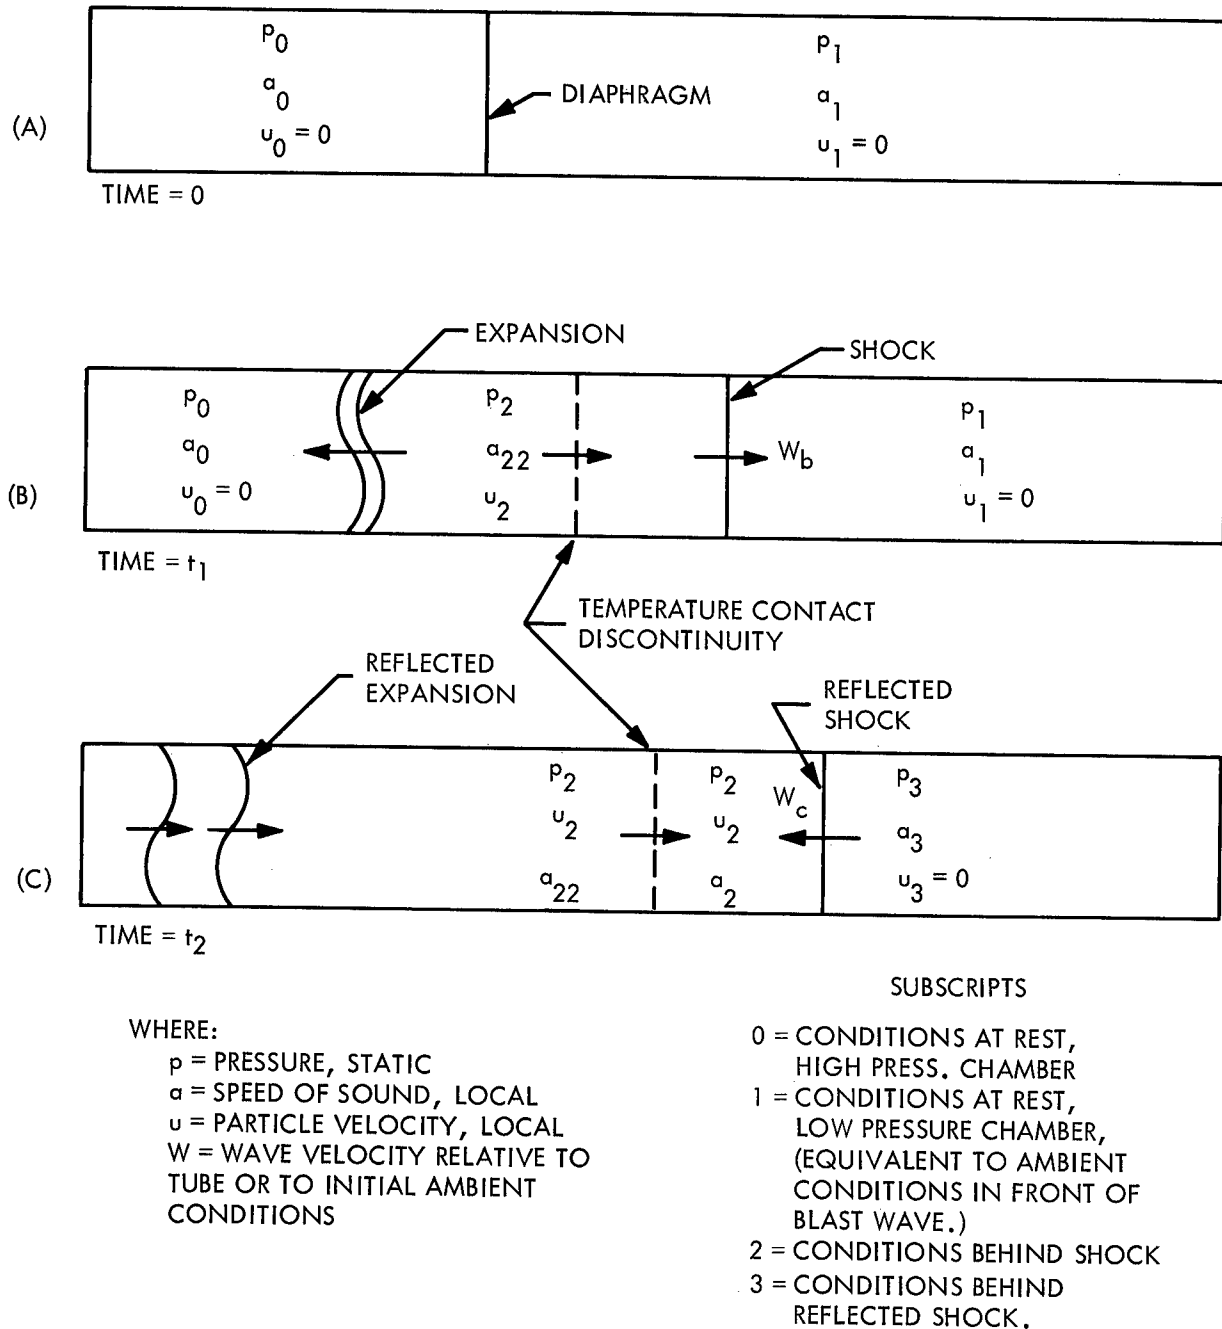 p0
a0
u0 = 0
DIAPHRAGM
p1
a1
u1 = 0
(A)
TIME = 0
EXPANSION
SHOCK
p0
a0
u0 = 0
p2
a22
u2
Wb
p1
a1
u1 = 0
(B)
TIME = t1
TEMPERATURE CONTACT
DISCONTINUITY
REFLECTED
EXPANSION
REFLECTED
SHOCK
p2
u2
a22
p2
u2
a2
Wc
p3
a3
u3 = 0
(C)
TIME = t2
WHERE:
p = PRESSURE, STATIC
a = SPEED OF SOUND, LOCAL
u = PARTICLE VELOCITY, LOCAL
W = WAVE VELOCITY RELATIVE TO
TUBE OR TO INITIAL AMBIENT
CONDITIONS
SUBSCRIPTS
0 = CONDITIONS AT REST,
HIGH PRESS. CHAMBER
1 = CONDITIONS AT REST,
LOW PRESSURE CHAMBER,
(EQUIVALENT TO AMBIENT
CONDITIONS IN FRONT OF
BLAST WAVE.)
2 = CONDITIONS BEHIND SHOCK
3 = CONDITIONS BEHIND
REFLECTED SHOCK.